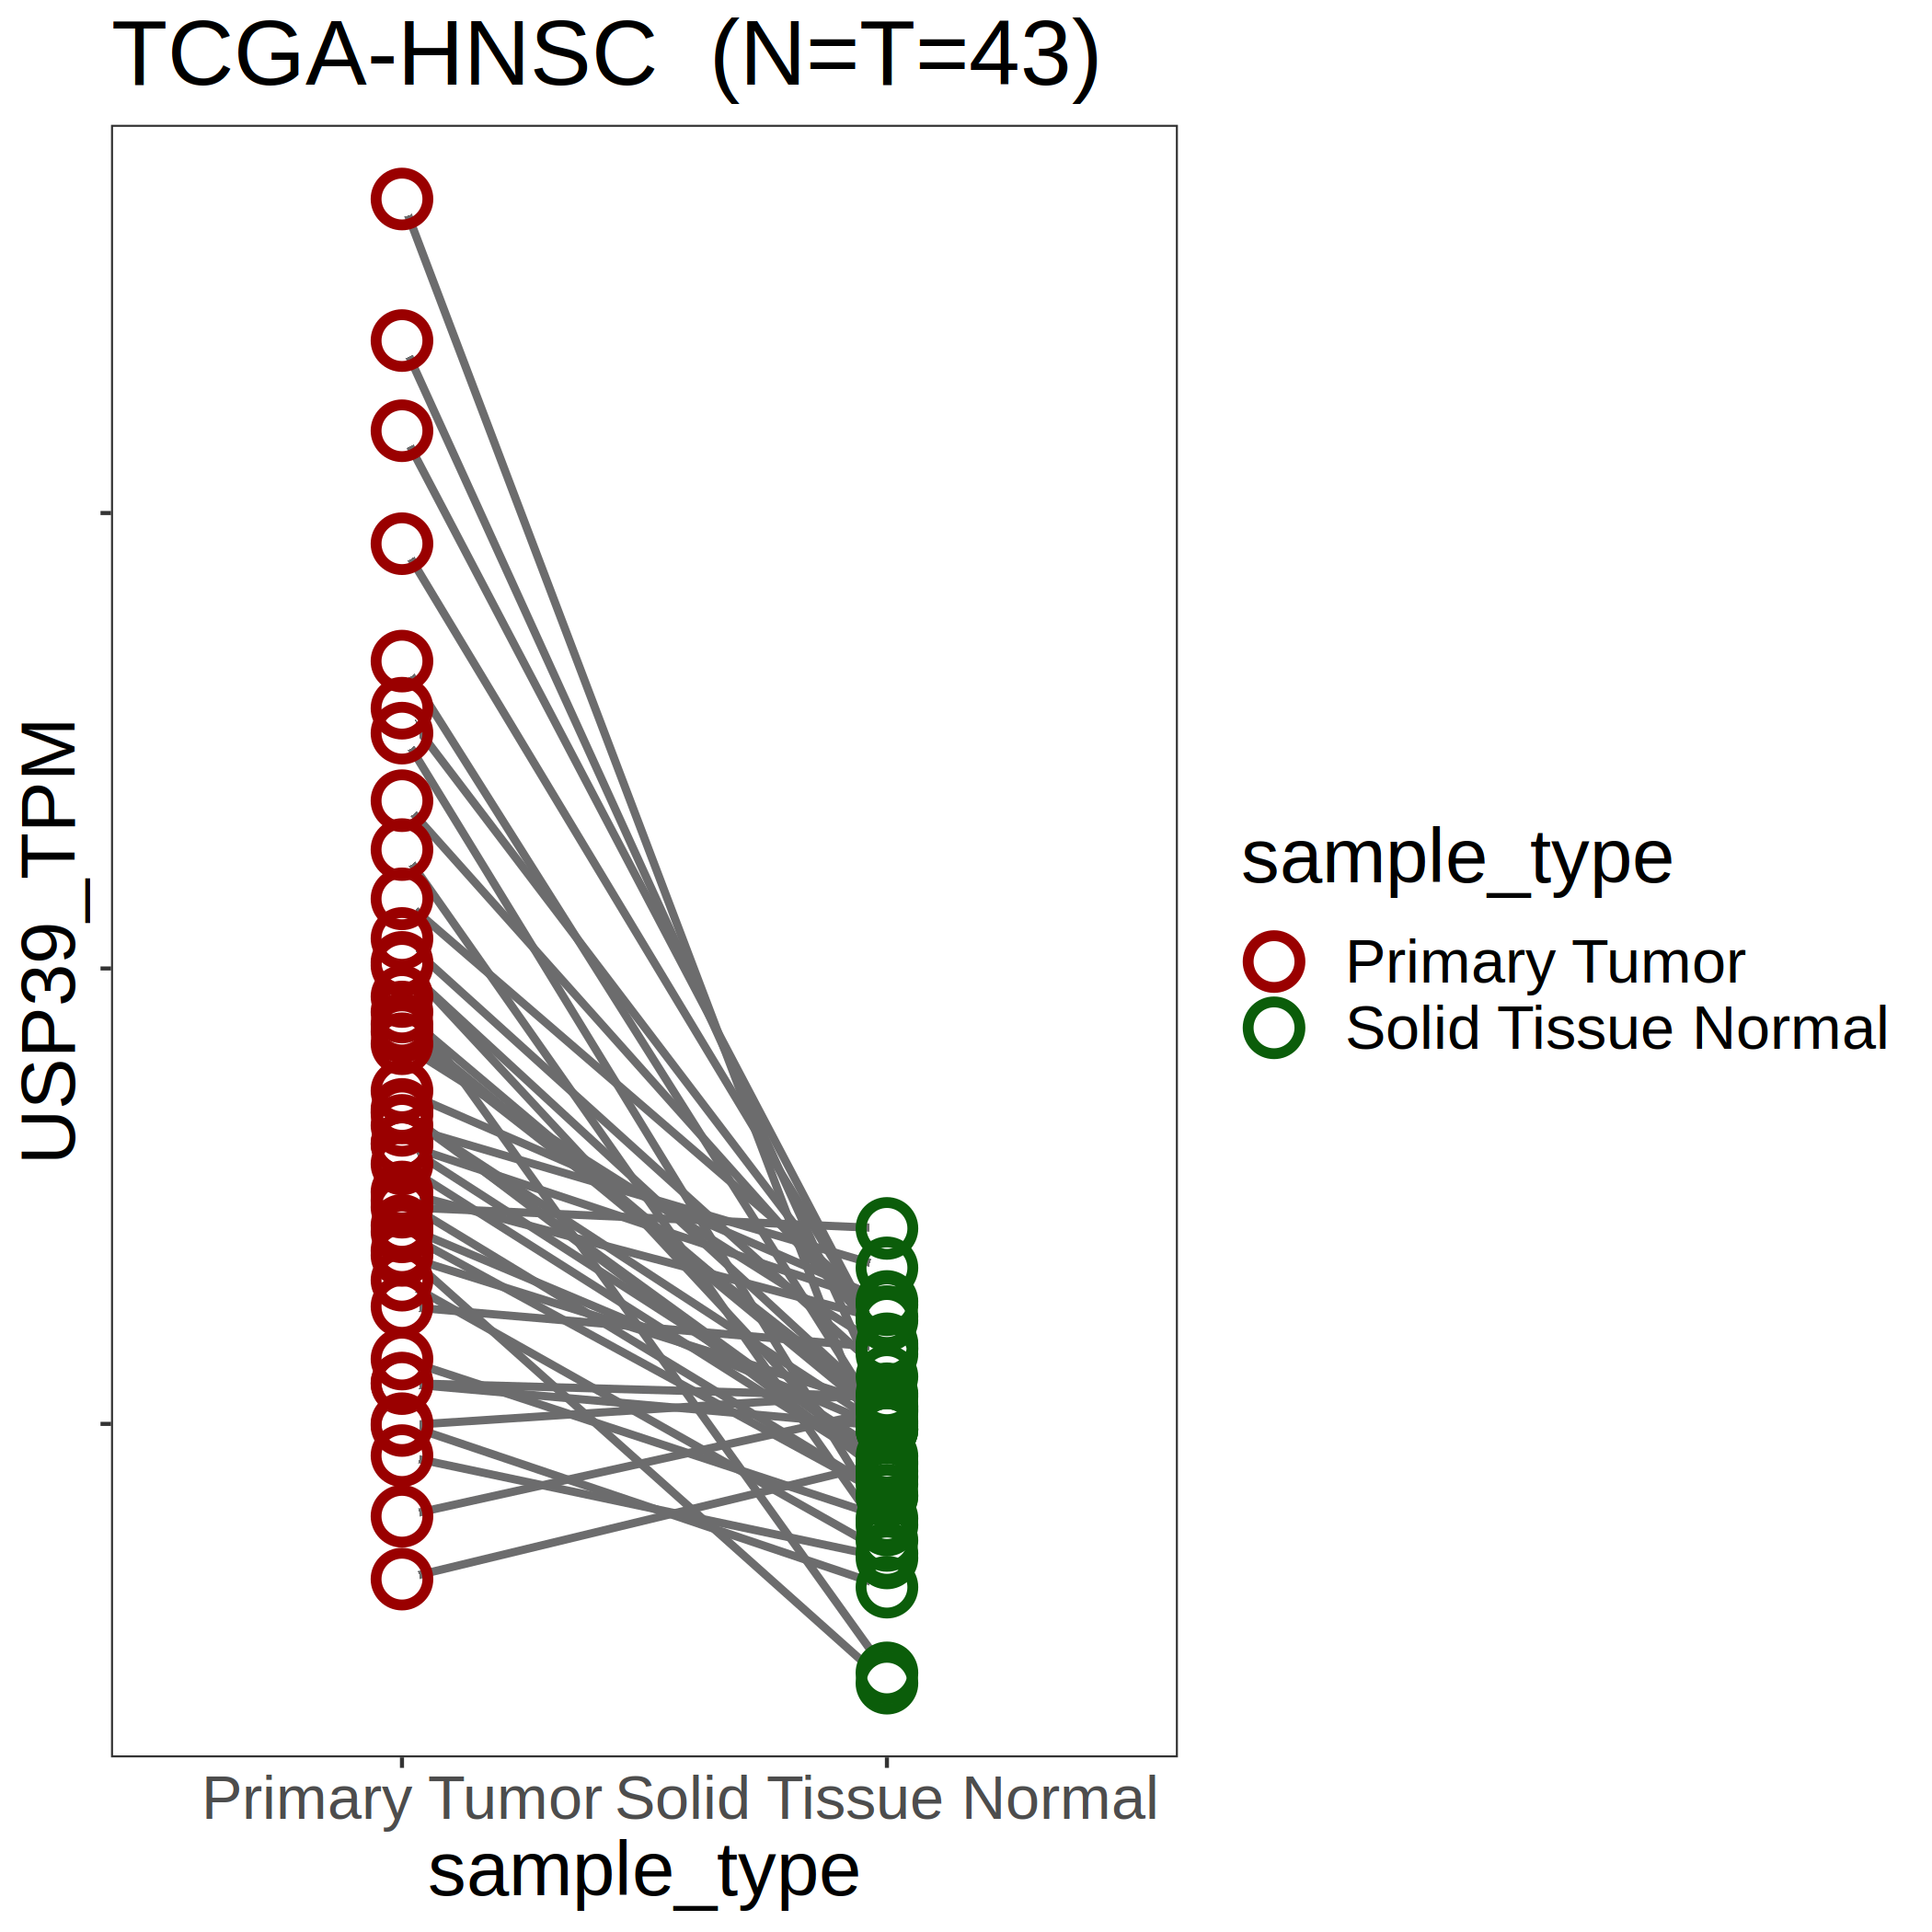 TCGA-HNSC  (N=T=43)
USP39_TPM
Primary Tumor
Solid Tissue Normal
sample_type
sample_type
Primary Tumor
Solid Tissue Normal